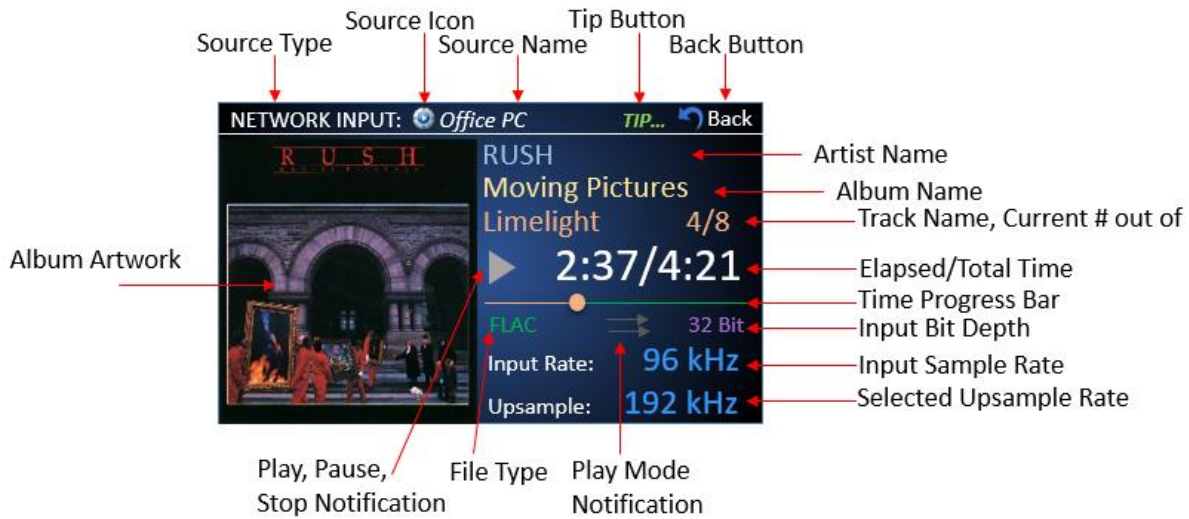 Source Icon
Tip Button
Source Type
Source Name
Back Button
NETWORK INPUT: Office PC TIP... Back
RUSH
RUSH
Artist Name
Moving Pictures
Album Name
Limelight 4/8
Track Name, Current # out of
Album Artwork
2:37/4:21
Elapsed/Total Time
Time Progress Bar
FLAC 32 Bit
Input Bit Depth
Input Rate: 96 kHz
Input Sample Rate
Upsample: 192 kHz
Selected Upsample Rate
Play, Pause,
Stop Notification
File Type
Play Mode
Notification